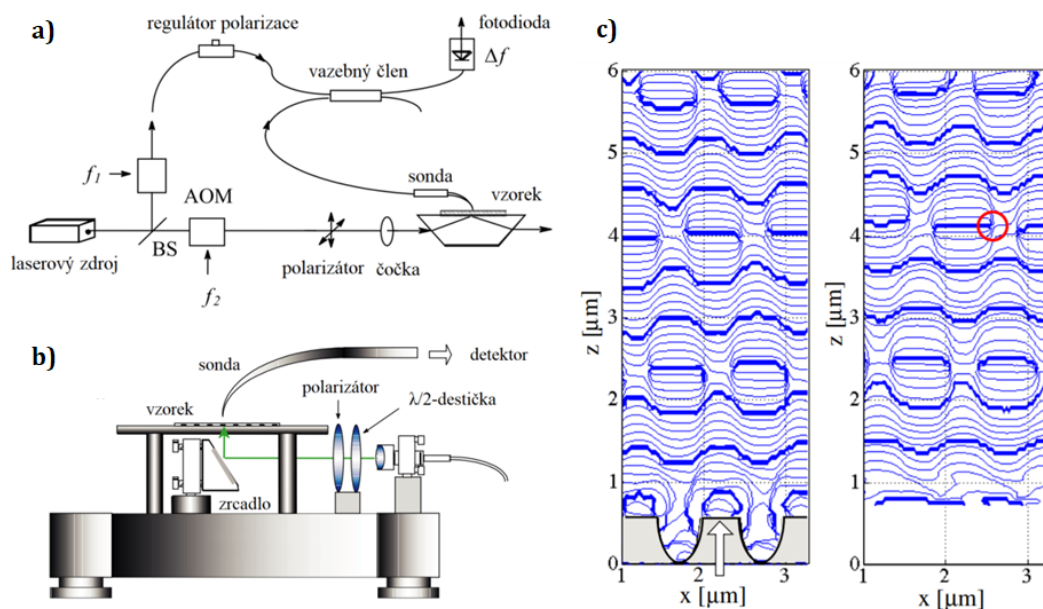 a)
regulátor polarizace
fotodioda
Δf
vazebný člen
f1
AOM
sonda
vzorek
laserový zdroj
BS
polarizátor
čočka
f2
b)
sonda
detektor
polarizátor
λ/2-destička
vzorek
zrcadlo
c)
6
5
4
3
2
1
0
z [μm]
1
2
3
x [μm]
6
5
4
3
2
1
0
z [μm]
1
2
3
x [μm]